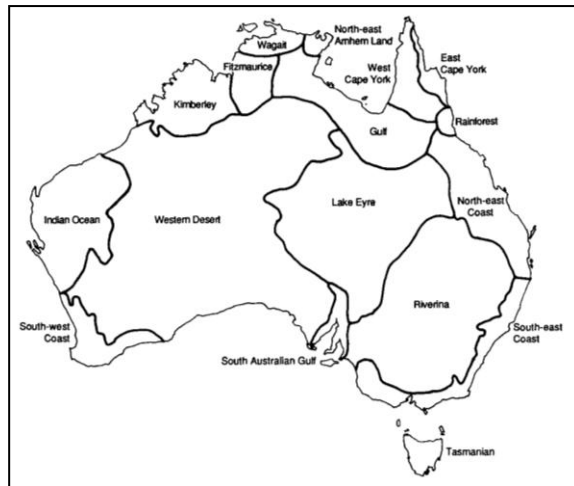 North-east
Arnhem Land
Wagait
Fitzmaurice
West
Cape York
East
Cape York
Kimberley
Rainforest
Gulf
Indian Ocean
Western Desert
Lake Eyre
North-east
Coast
Riverina
South-west
Coast
South-east
Coast
South Australian Gulf
Tasmanian